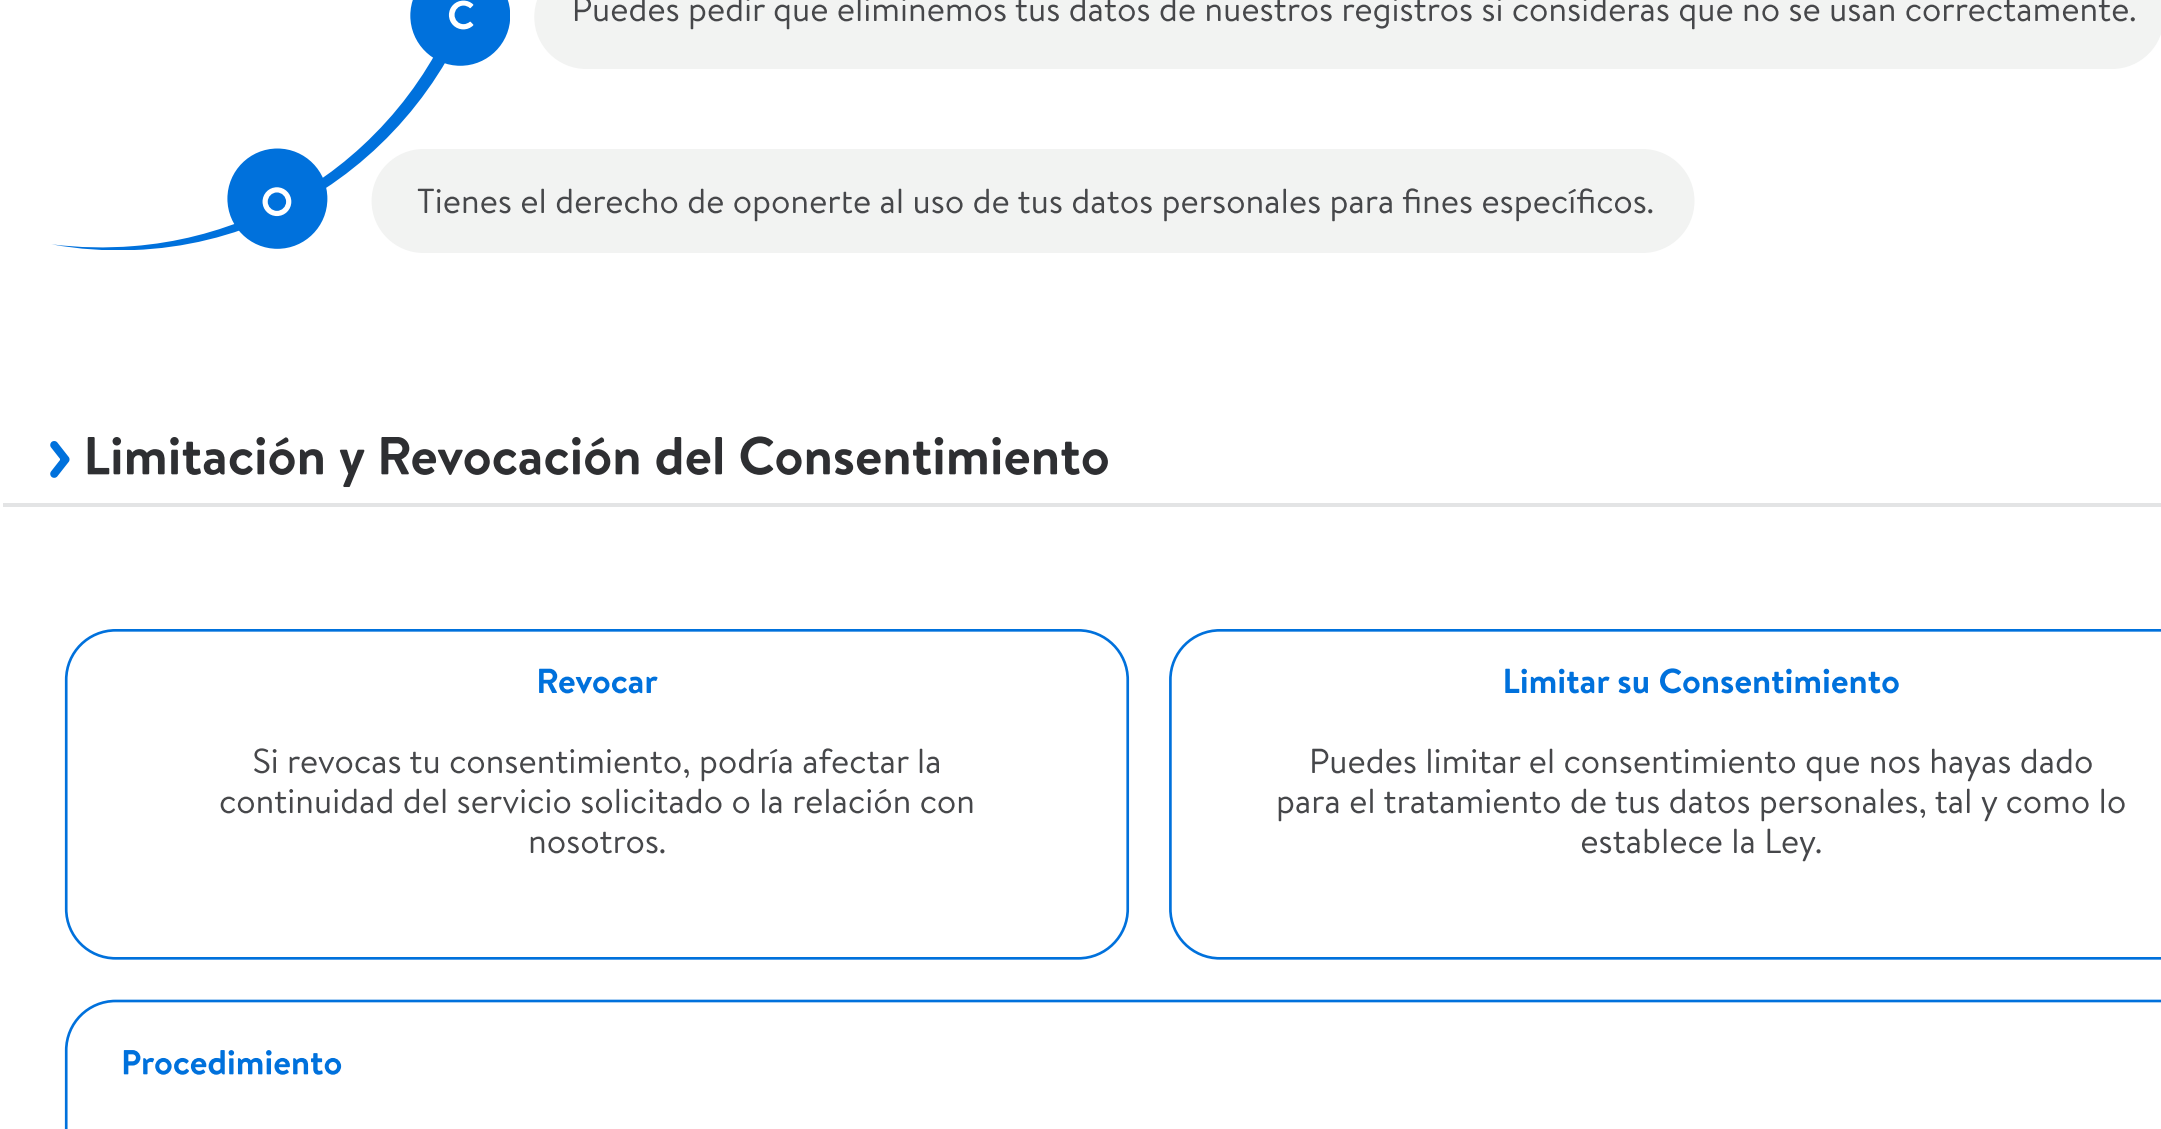 C
Puedes pedir que eliminemos tus datos de nuestros registros si consideras que no se usan correctamente.
O
Tienes el derecho de oponerte al uso de tus datos personales para fines específicos.
Limitación y Revocación del Consentimiento
Revocar
Si revocas tu consentimiento, podría afectar la
continuidad del servicio solicitado o la relación con
nosotros.
Limitar su Consentimiento
Puedes limitar el consentimiento que nos hayas dado
para el tratamiento de tus datos personales, tal y como lo
establece la Ley.
Procedimiento